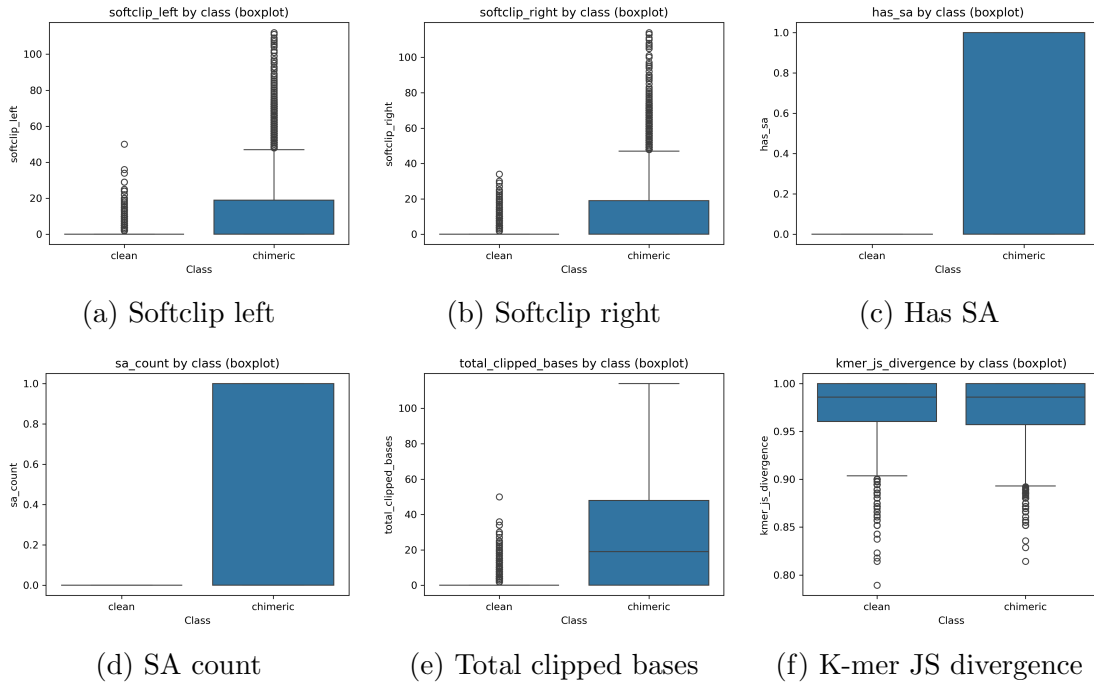 softclip_left by class (boxplot)
softclip_left
100
80
60
40
20
0
clean
chimeric
Class
(a) Softclip left
softclip_right by class (boxplot)
softclip_right
100
80
60
40
20
0
clean
chimeric
Class
(b) Softclip right
has_sa by class (boxplot)
has_sa
1.0
0.8
0.6
0.4
0.2
0.0
clean
chimeric
Class
(c) Has SA
sa_count by class (boxplot)
sa_count
1.0
0.8
0.6
0.4
0.2
0.0
clean
chimeric
Class
(d) SA count
total_clipped_bases by class (boxplot)
total_clipped_bases
100
80
60
40
20
0
clean
chimeric
Class
(e) Total clipped bases
kmer_js_divergence by class (boxplot)
kmer_js_divergence
1.00
0.95
0.90
0.85
0.80
clean
chimeric
Class
(f) K-mer JS divergence